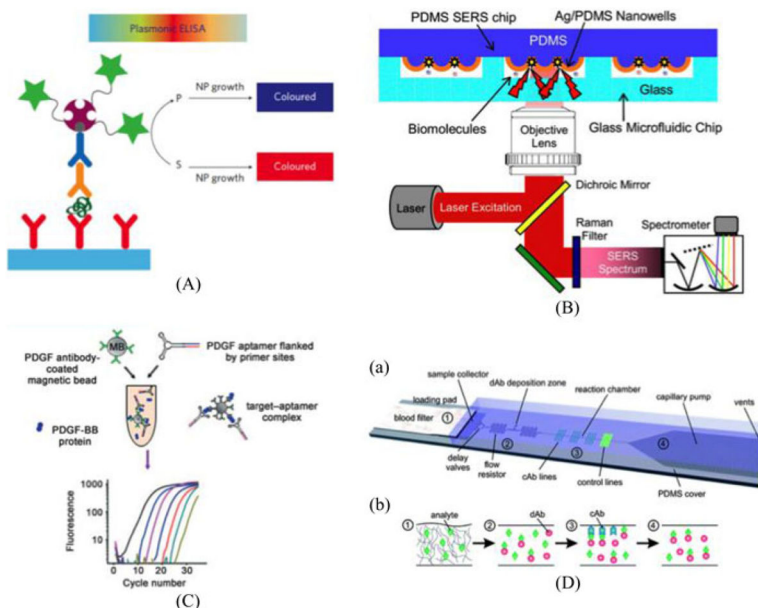 Plasmonic ELISA
P
NP growth
Coloured
S
NP growth
Coloured
(A)
PDMS SERS chip
Ag/PDMS Nanowells
PDMS
Glass
Biomolecules
Glass Microfluidic Chip
Objective
Lens
Dichroic Mirror
Laser
Laser Excitation
Raman
Filter
Spectrometer
SERS
Spectrum
(B)
PDGF antibody-
coated
magnetic bead
MB
PDGF aptamer flanked
by primer sites
PDGF-BB
protein
target–aptamer
complex
Fluorescence
1000
100
10
0
10
20
30
Cycle number
(C)
(a)
sample collector
loading pad
blood filter
dAb deposition zone
reaction chamber
capillary pump
vents
1
2
3
4
delay
valves
flow
resistor
cAb lines
control lines
PDMS cover
(b)
1
analyte
2
dAb
3
cAb
4
(D)